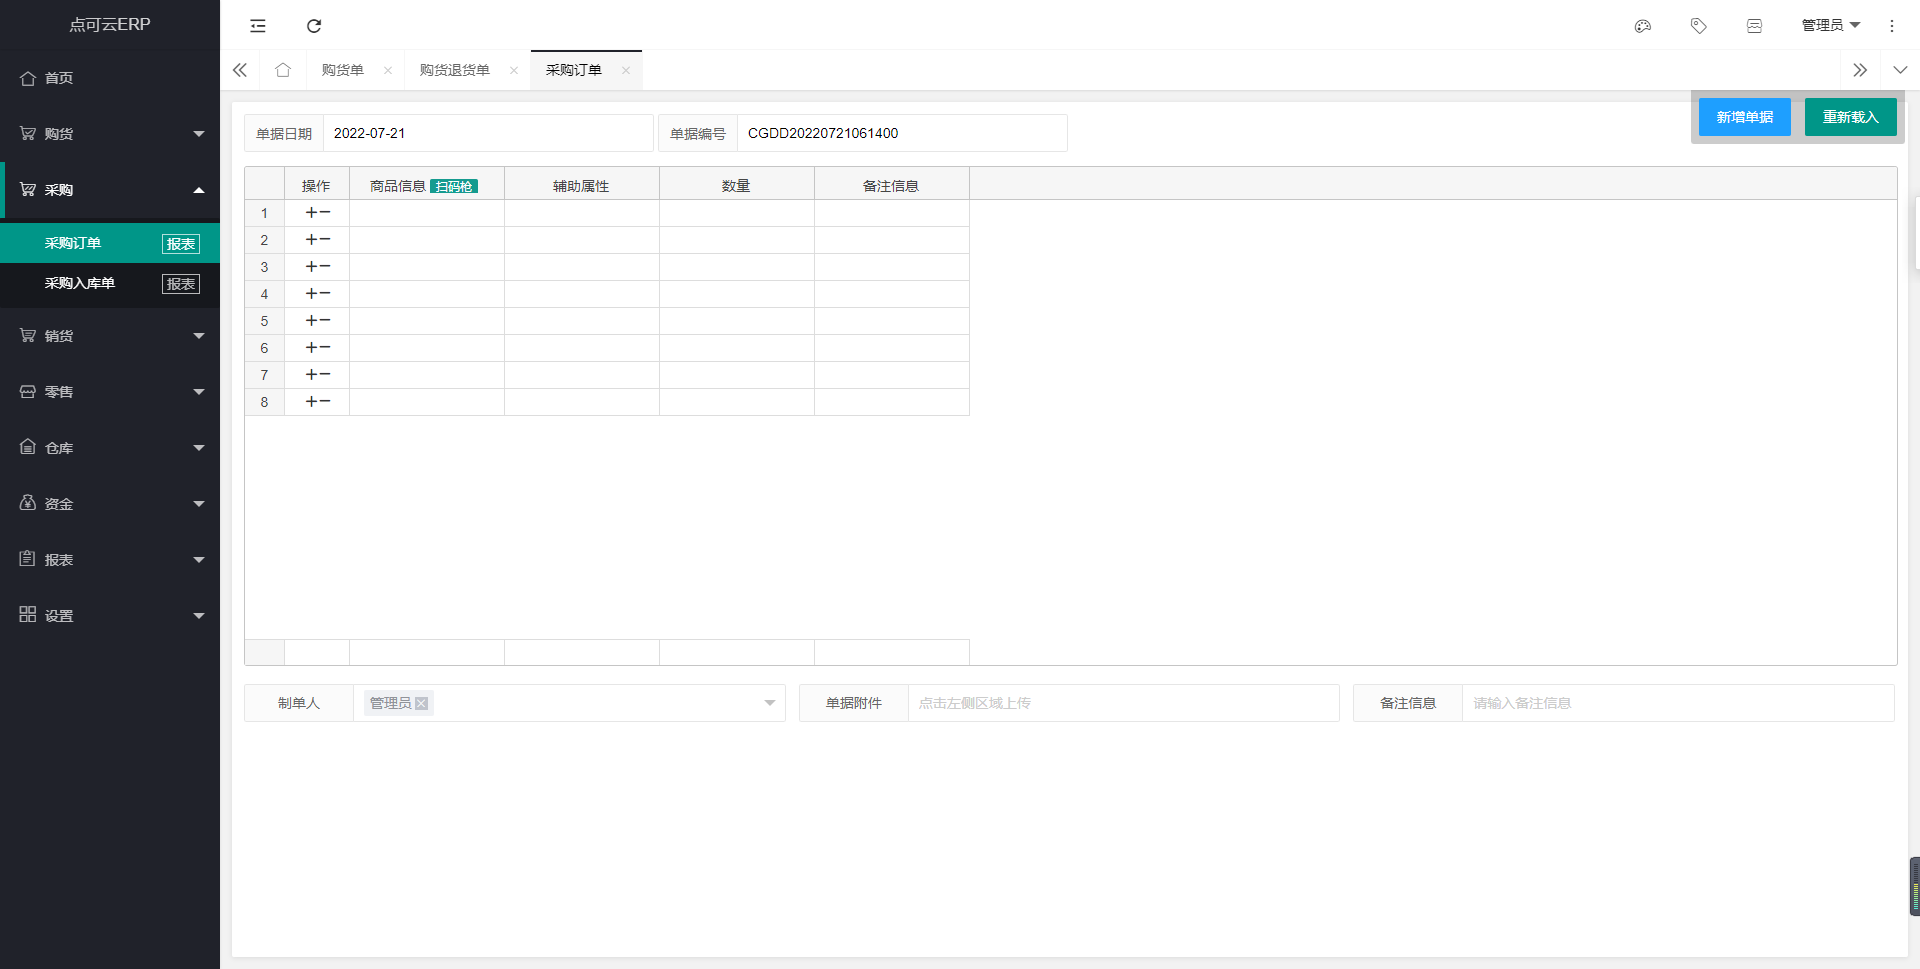 点可云ERP
管理员
首页
购货
采购
采购订单 报表
采购入库单 报表
销货
零售
仓库
资金
报表
设置
购货单 购货退货单 采购订单
新增单据 重新载入
单据日期 2022-07-21 单据编号 CGDD20220721061400
操作 商品信息 扫码枪 辅助属性 数量 备注信息
1
2
3
4
5
6
7
8
制单人 管理员 单据附件 点击左侧区域上传 备注信息 请输入备注信息